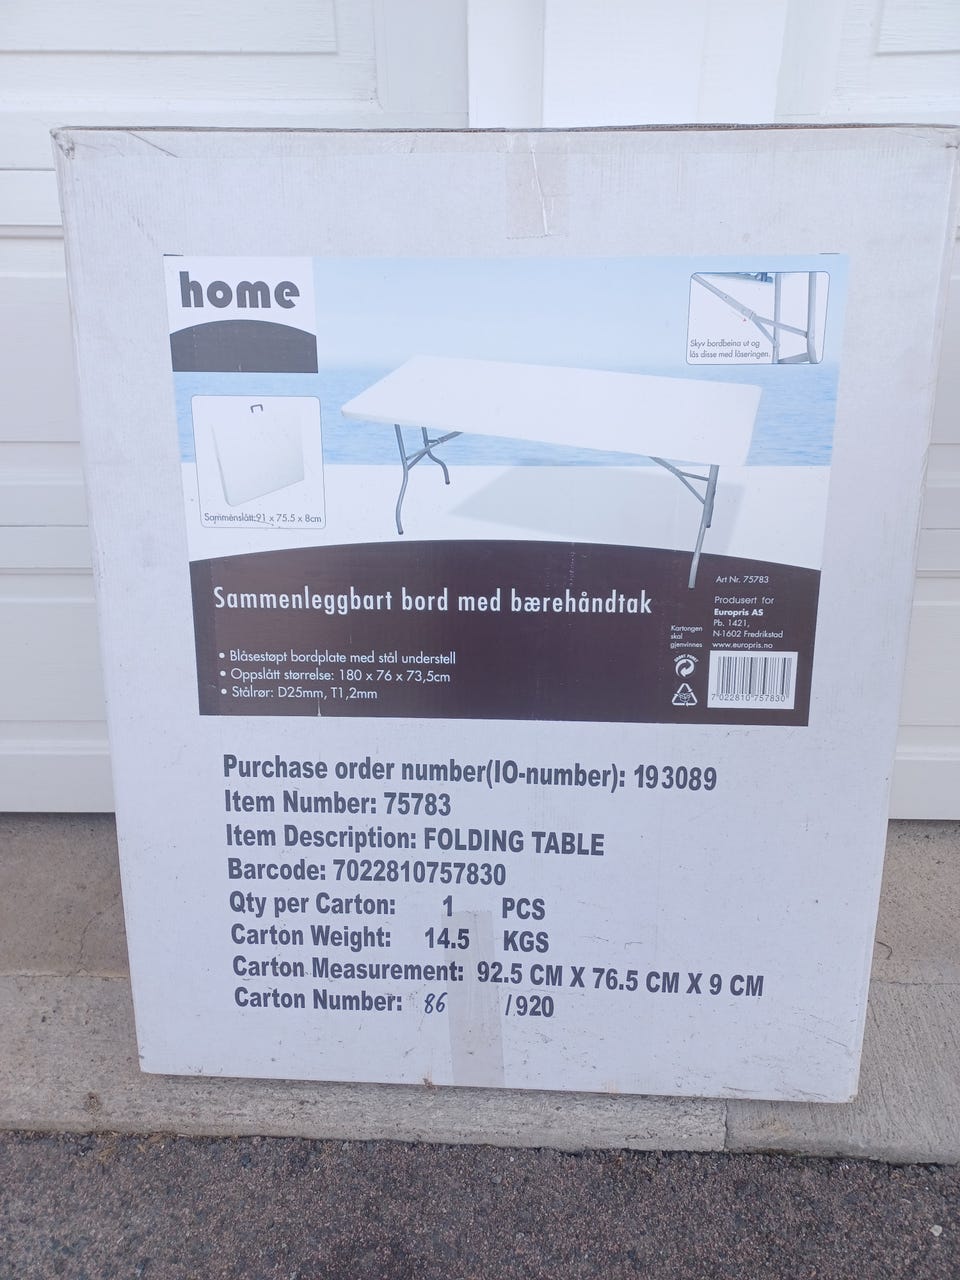 home
Skyv bordbeina ut og
lås disse med låseringen.
Sammenslått:91 x 75.5 x 8cm
Sammenleggbart bord med bærehåndtak
• Blåsestøpt bordplate med stål understell
• Oppslått størrelse: 180 x 76 x 73,5cm
• Stålrør: D25mm, T1,2mm
Art Nr. 75783
Produsert for
Europris AS
Pb. 1421,
N-1602 Fredrikstad
www.europris.no
Kartongen
skal
gjenvinnes
7 022810 757830
Purchase order number(IO-number): 193089
Item Number: 75783
Item Description: FOLDING TABLE
Barcode: 7022810757830
Qty per Carton: 1 PCS
Carton Weight: 14.5 KGS
Carton Measurement: 92.5 CM X 76.5 CM X 9 CM
Carton Number: 86 /920